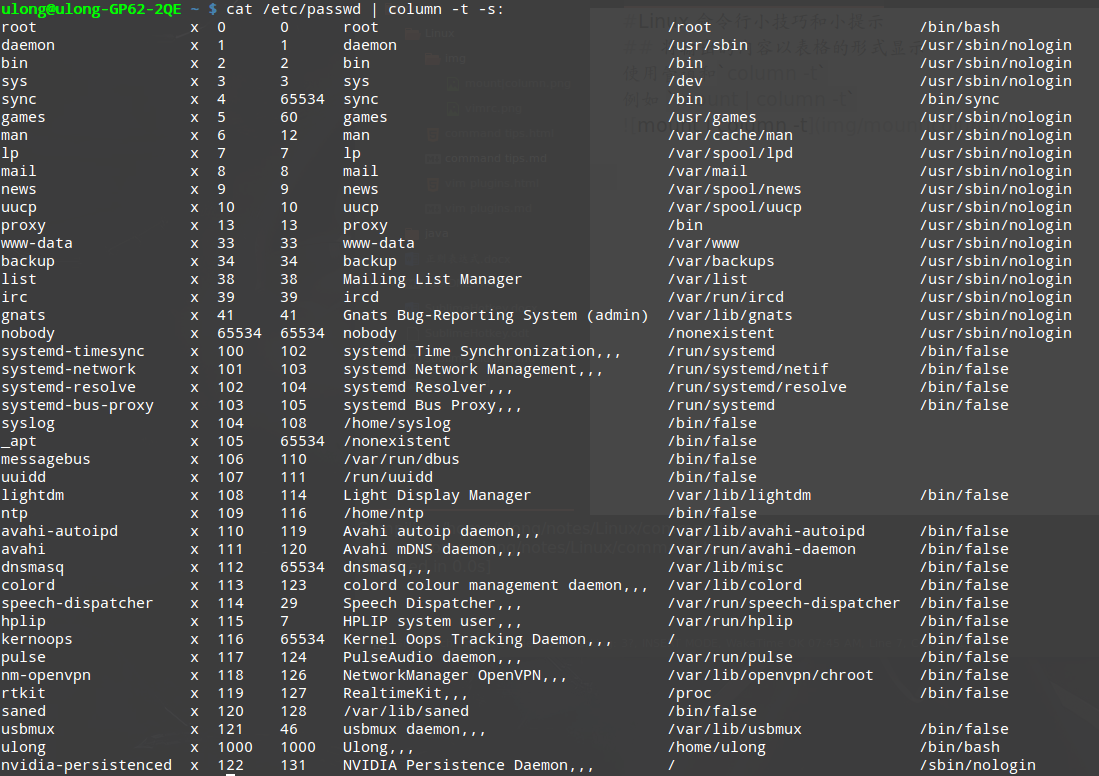 ulong@ulong-GP62-2QE ~ $ cat /etc/passwd | column -t -s:
root x 0 0 root /root /bin/bash
daemon x 1 1 daemon /usr/sbin /usr/sbin/nologin
bin x 2 2 bin /bin /usr/sbin/nologin
sys x 3 3 sys /dev /usr/sbin/nologin
sync x 4 65534 sync /bin /bin/sync
games x 5 60 games /usr/games /usr/sbin/nologin
man x 6 12 man /var/cache/man /usr/sbin/nologin
lp x 7 7 lp /var/spool/lpd /usr/sbin/nologin
mail x 8 8 mail /var/mail /usr/sbin/nologin
news x 9 9 news /var/spool/news /usr/sbin/nologin
uucp x 10 10 uucp /var/spool/uucp /usr/sbin/nologin
proxy x 13 13 proxy /bin /usr/sbin/nologin
www-data x 33 33 www-data /var/www /usr/sbin/nologin
backup x 34 34 backup /var/backups /usr/sbin/nologin
list x 38 38 Mailing List Manager /var/list /usr/sbin/nologin
irc x 39 39 ircd /var/run/ircd /usr/sbin/nologin
gnats x 41 41 Gnats Bug-Reporting System (admin) /var/lib/gnats /usr/sbin/nologin
nobody x 65534 65534 nobody /nonexistent /usr/sbin/nologin
systemd-timesync x 100 102 systemd Time Synchronization,,, /run/systemd /bin/false
systemd-network x 101 103 systemd Network Management,,, /run/systemd/netif /bin/false
systemd-resolve x 102 104 systemd Resolver,,, /run/systemd/resolve /bin/false
systemd-bus-proxy x 103 105 systemd Bus Proxy,,, /run/systemd /bin/false
syslog x 104 108 /home/syslog /bin/false
_apt x 105 65534 /nonexistent /bin/false
messagebus x 106 110 /var/run/dbus /bin/false
uuidd x 107 111 /run/uuidd /bin/false
lightdm x 108 114 Light Display Manager /var/lib/lightdm /bin/false
ntp x 109 116 /home/ntp /bin/false
avahi-autoipd x 110 119 Avahi autoip daemon,,, /var/lib/avahi-autoipd /bin/false
avahi x 111 120 Avahi mDNS daemon,,, /var/run/avahi-daemon /bin/false
dnsmasq x 112 65534 dnsmasq,,, /var/lib/misc /bin/false
colord x 113 123 colord colour management daemon,,, /var/lib/colord /bin/false
speech-dispatcher x 114 29 Speech Dispatcher,,, /var/run/speech-dispatcher /bin/false
hplip x 115 7 HPLIP system user,,, /var/run/hplip /bin/false
kernoops x 116 65534 Kernel Oops Tracking Daemon,,, / /bin/false
pulse x 117 124 PulseAudio daemon,,, /var/run/pulse /bin/false
nm-openvpn x 118 126 NetworkManager OpenVPN,,, /var/lib/openvpn/chroot /bin/false
rtkit x 119 127 RealtimeKit,,, /proc /bin/false
saned x 120 128 /var/lib/saned /bin/false
usbmux x 121 46 usbmux daemon,,, /var/lib/usbmux /bin/false
ulong x 1000 1000 Ulong,,, /home/ulong /bin/bash
nvidia-persistenced x 122 131 NVIDIA Persistence Daemon,,, / /sbin/nologin